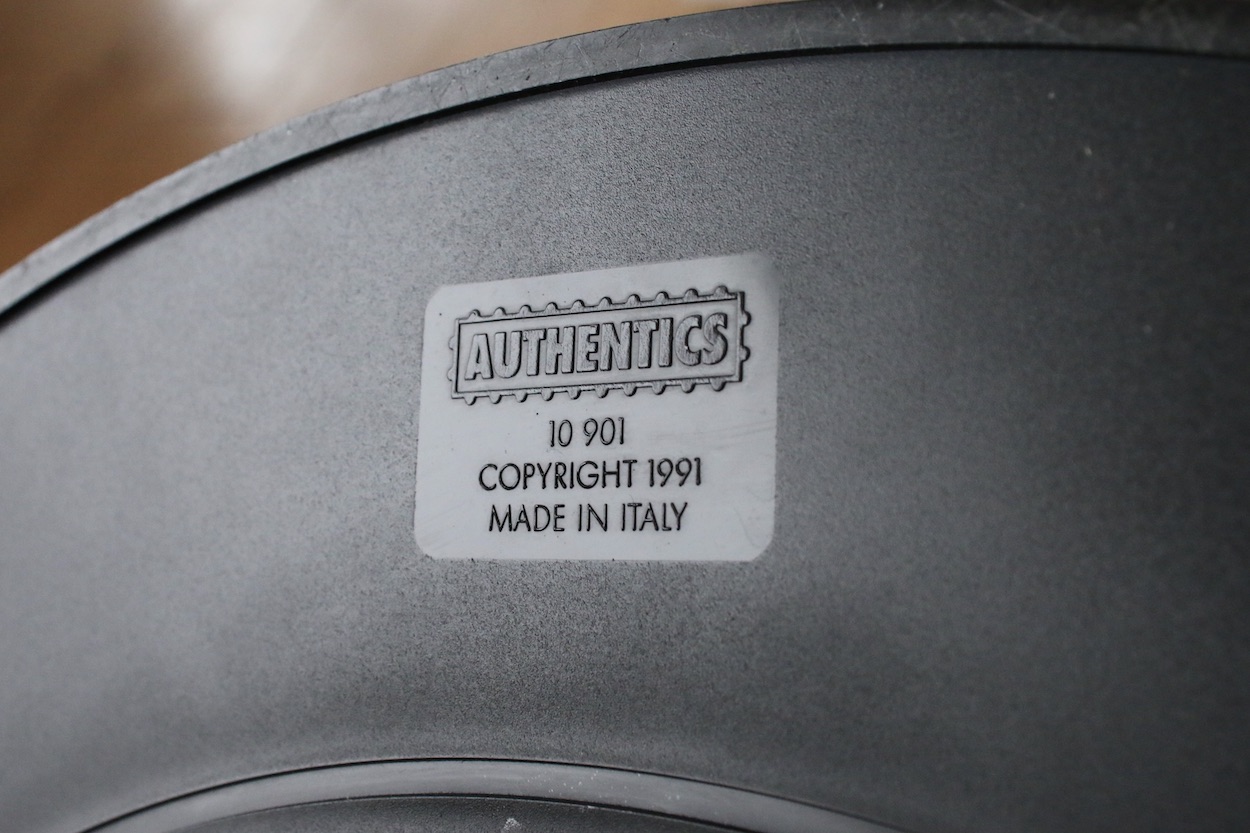 AUTHENTICS
10 901
COPYRIGHT 1991
MADE IN ITALY